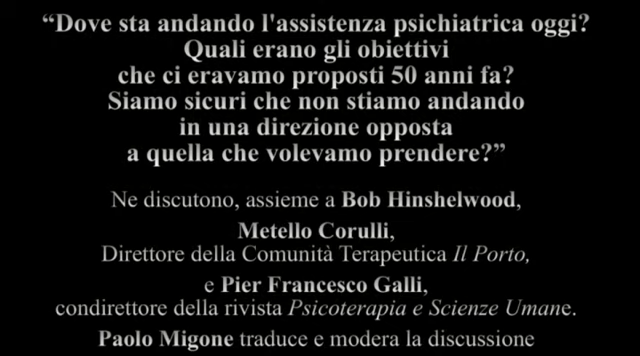 “Dove sta andando l'assistenza psichiatrica oggi?
Quali erano gli obiettivi
che ci eravamo proposti 50 anni fa?
Siamo sicuri che non stiamo andando
in una direzione opposta
a quella che volevamo prendere?”
Ne discutono, assieme a Bob Hinshelwood,
Metello Corulli,
Direttore della Comunità Terapeutica Il Porto,
e Pier Francesco Galli,
condirettore della rivista Psicoterapia e Scienze Umane.
Paolo Migone traduce e modera la discussione